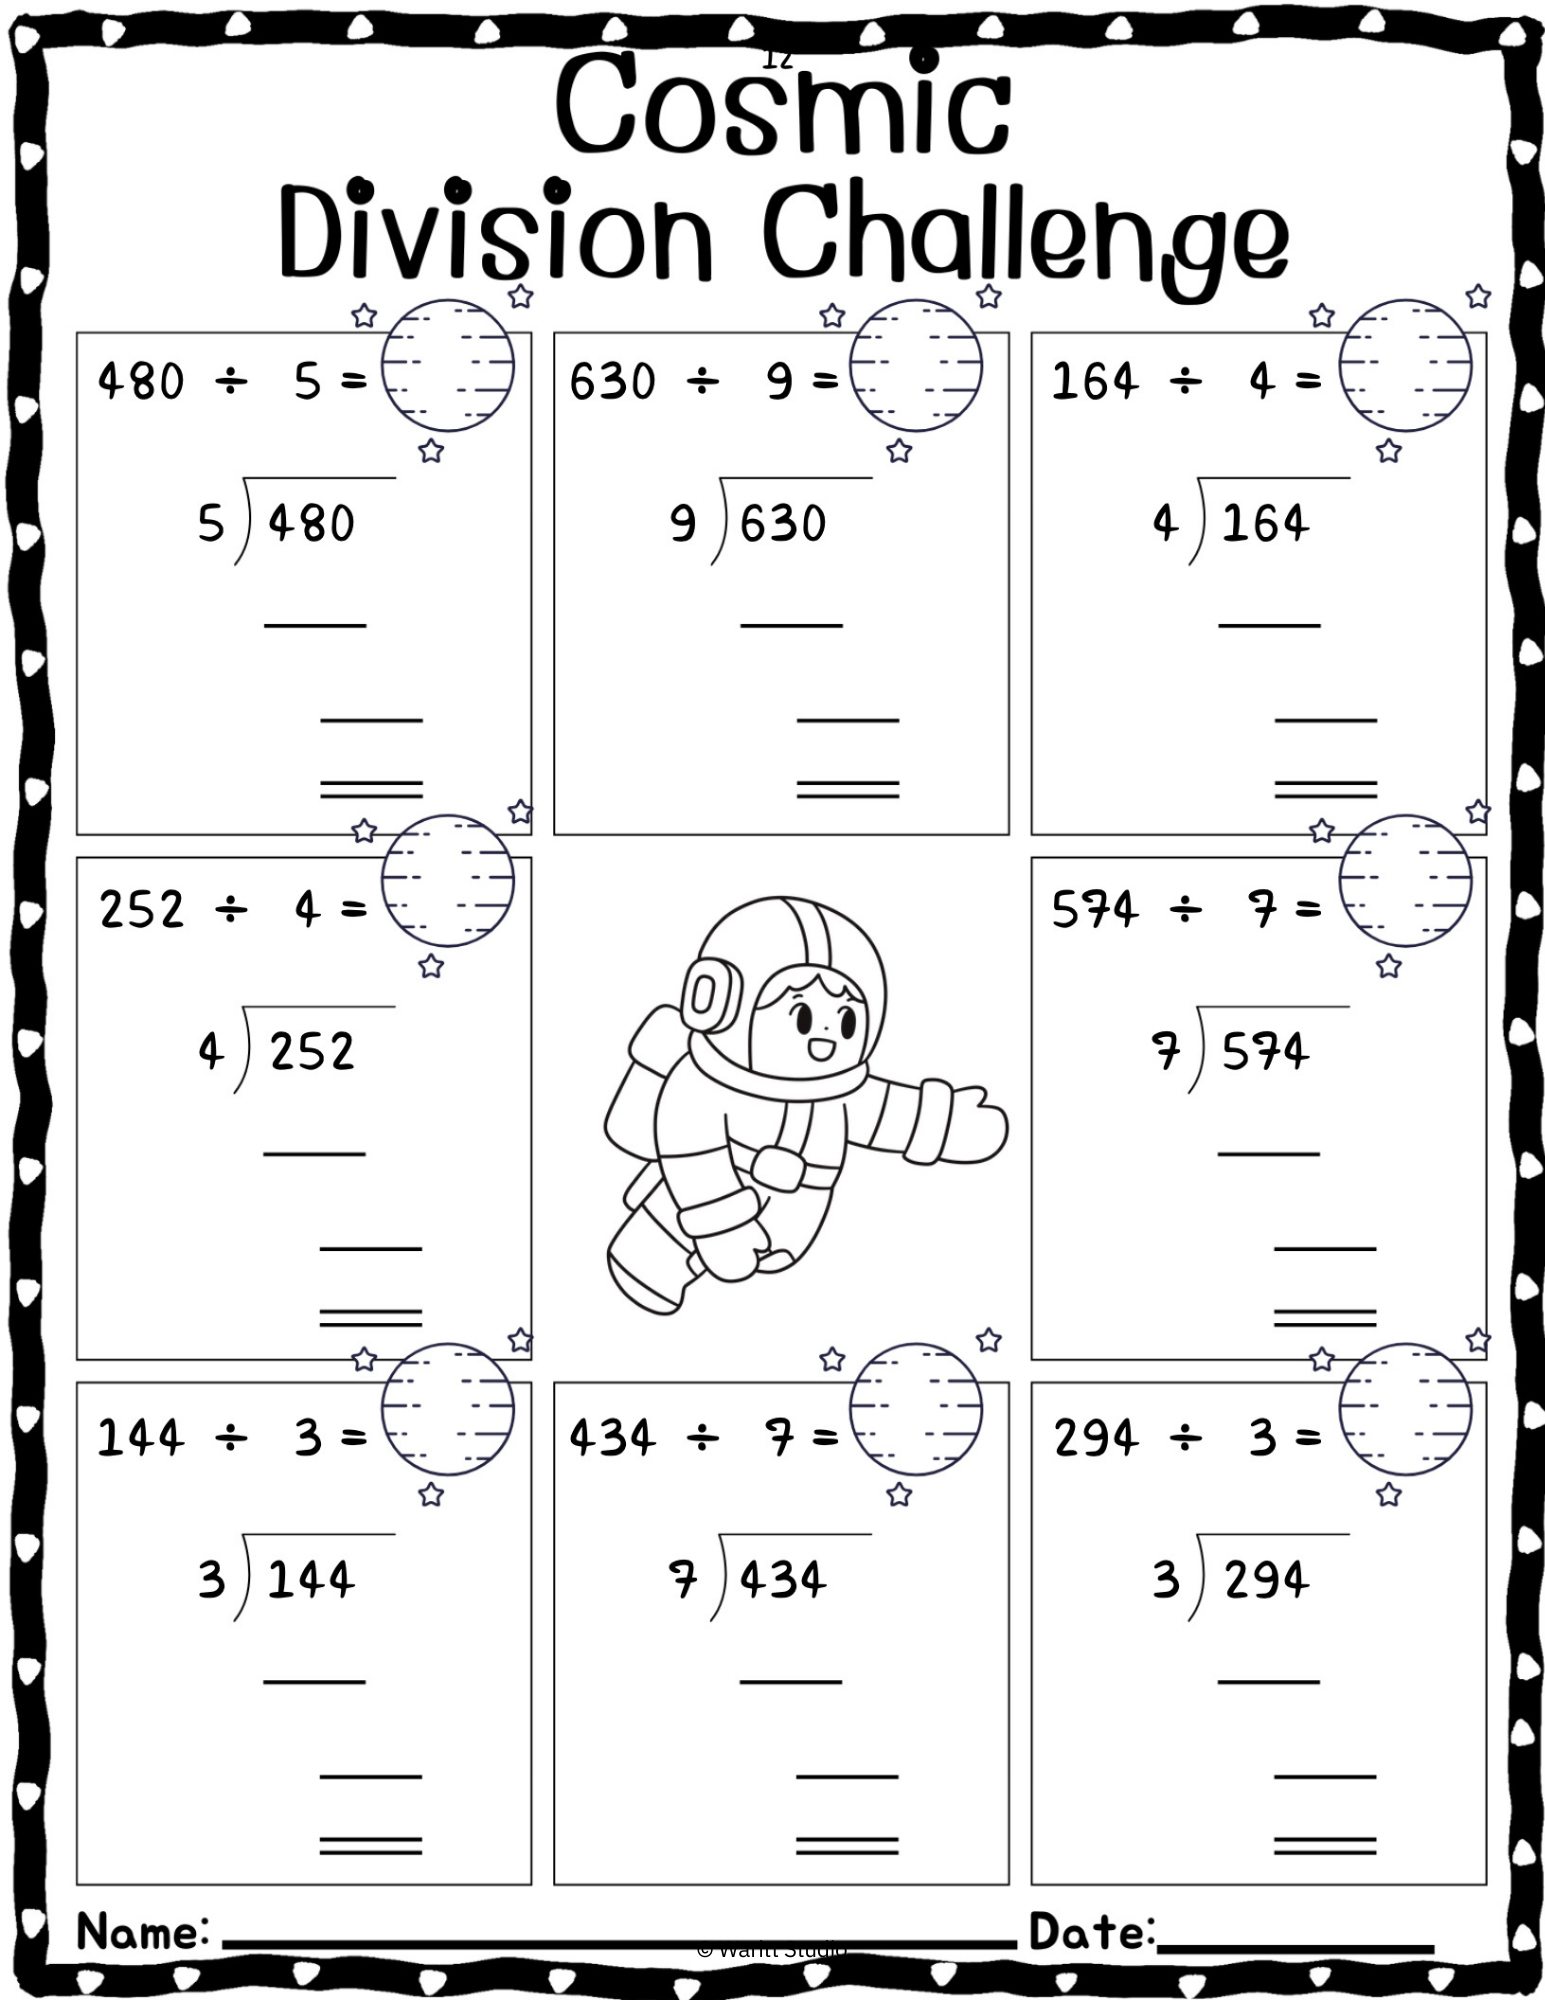 12
Cosmic
Division Challenge
480 ÷ 5 =
5 480
630 ÷ 9 =
9 630
164 ÷ 4 =
4 164
252 ÷ 4 =
4 252
574 ÷ 7 =
7 574
144 ÷ 3 =
3 144
434 ÷ 7 =
7 434
294 ÷ 3 =
3 294
Name: Date:
© Waritt Studio